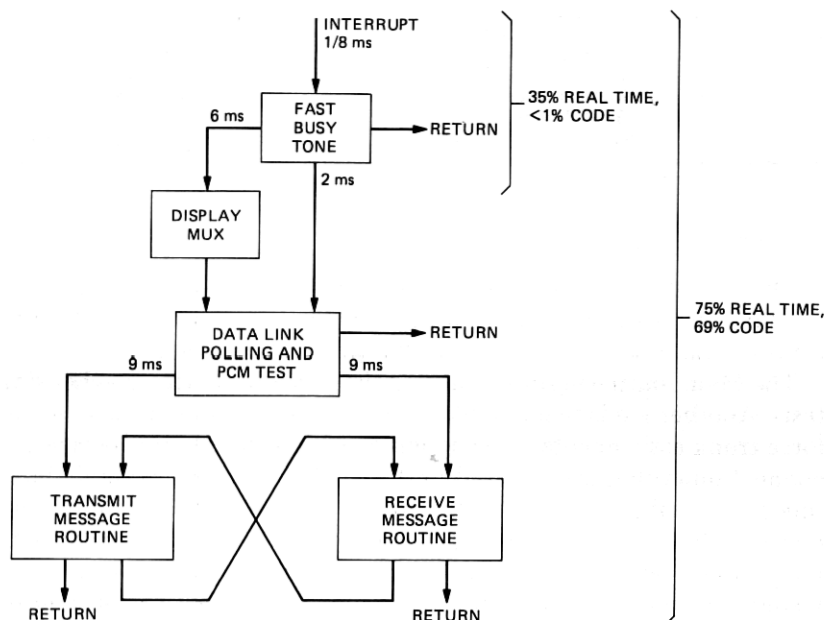 INTERRUPT
1/8 ms
FAST
BUSY
TONE
6 ms
RETURN
35% REAL TIME,
<1% CODE
2 ms
DISPLAY
MUX
DATA LINK
POLLING AND
PCM TEST
RETURN
75% REAL TIME,
69% CODE
9 ms
9 ms
TRANSMIT
MESSAGE
ROUTINE
RECEIVE
MESSAGE
ROUTINE
RETURN
RETURN